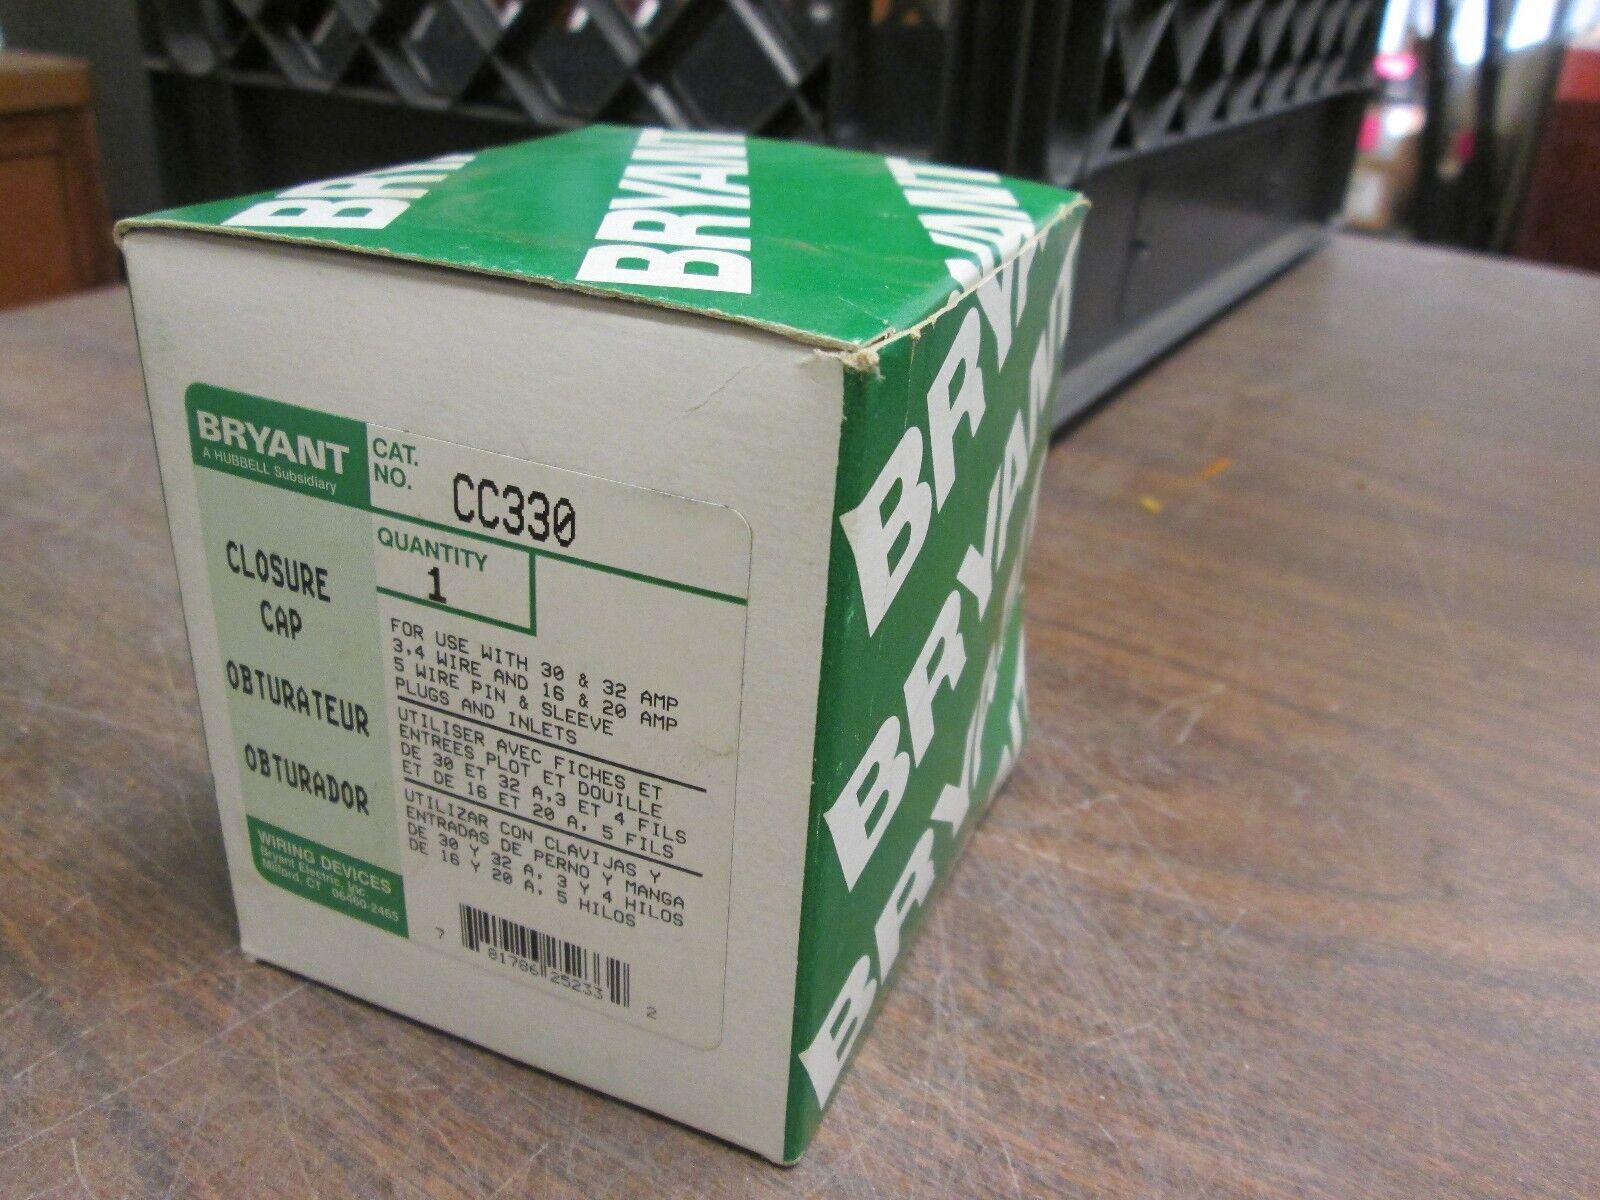 BRYANT
BRYANT
BRYANT
BRYANT
BRYANT
BRYANT
A HUBBELL Subsidiary
CAT.
NO.
CC330
QUANTITY
1
CLOSURE
CAP
OBTURATEUR
OBTURADOR
FOR USE WITH 30 & 32 AMP
3,4 WIRE AND 16 & 20 AMP
5 WIRE PIN & SLEEVE
PLUGS AND INLETS
UTILISER AVEC FICHES ET
ENTREES PLOT ET DOUILLE
DE 30 ET 32 A,3 ET 4 FILS
ET DE 16 ET 20 A, 5 FILS
UTILIZAR CON CLAVIJAS Y
ENTRADAS DE PERNO Y MANGA
DE 30 Y 32 A, 3 Y 4 HILOS
DE 16 Y 20 A, 5 HILOS
WIRING DEVICES
Bryant Electric, Inc.
Milford, CT 06460-2465
7 81786 25233 2